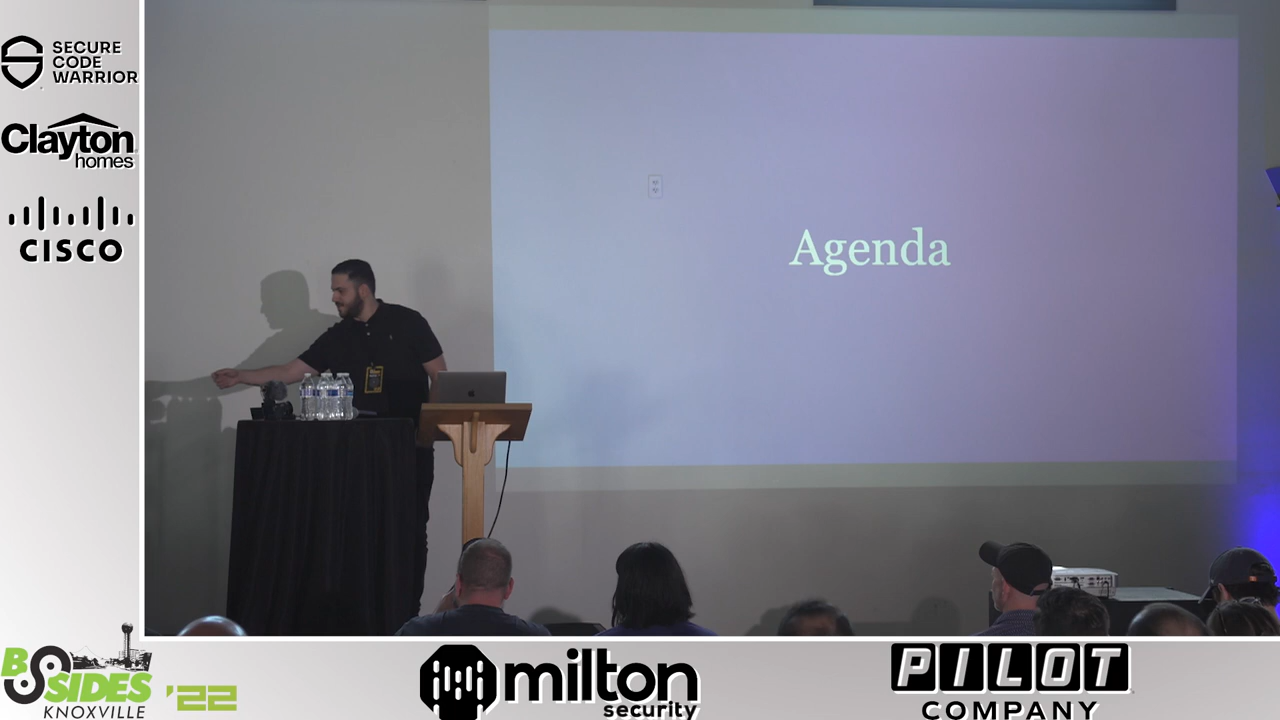 SECURE
CODE
WARRIOR
Clayton
homes
CISCO
Agenda
BSIDES '22
KNOXVILLE
milton
security
PILOT
COMPANY